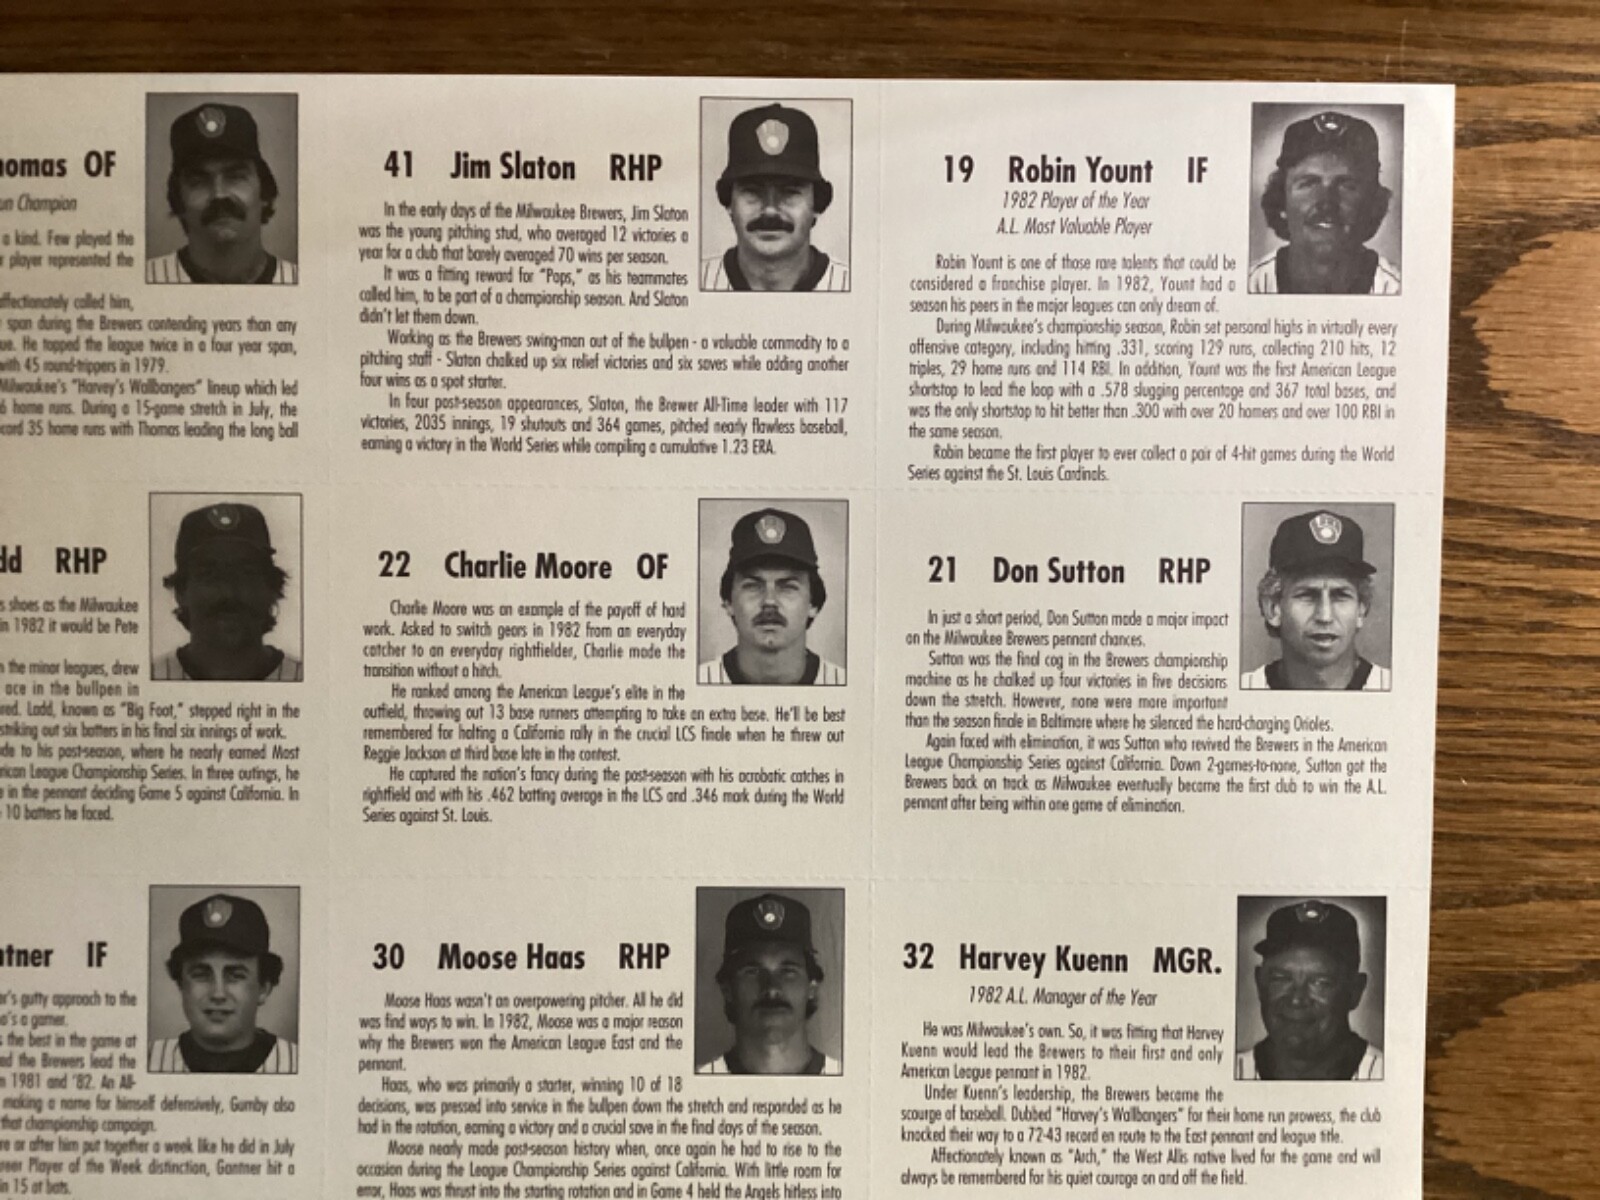 homas OF
un Champion
a kind. Few played the
player represented the
ffectionately called him,
span during the Brewers contending years than any
ue. He topped the league twice in a four year span,
with 45 round-trippers in 1979.
Milwaukee's "Harvey's Wallbangers" lineup which led
6 home runs. During a 15-game stretch in July, the
cord 35 home runs with Thomas leading the long ball
41 Jim Slaton RHP
In the early days of the Milwaukee Brewers, Jim Slaton
was the young pitching stud, who averaged 12 victories a
year for a club that barely averaged 70 wins per season.
It was a fitting reward for "Pops," as his teammates
called him, to be part of a championship season. And Slaton
didn't let them down.
Working as the Brewers swing-man out of the bullpen - a valuable commodity to a
pitching staff - Slaton chalked up six relief victories and six saves while adding another
four wins as a spot starter.
In four post-season appearances, Slaton, the Brewer All-Time leader with 117
victories, 2035 innings, 19 shutouts and 364 games, pitched nearly flawless baseball,
earning a victory in the World Series while compiling a cumulative 1.23 ERA.
19 Robin Yount IF
1982 Player of the Year
A.L. Most Valuable Player
Robin Yount is one of those rare talents that could be
considered a franchise player. In 1982, Yount had a
season his peers in the major leagues can only dream of.
During Milwaukee's championship season, Robin set personal highs in virtually every
offensive category, including hitting .331, scoring 129 runs, collecting 210 hits, 12
triples, 29 home runs and 114 RBI. In addition, Yount was the first American League
shortstop to lead the loop with a .578 slugging percentage and 367 total bases, and
was the only shortstop to hit better than .300 with over 20 homers and over 100 RBI in
the same season.
Robin became the first player to ever collect a pair of 4-hit games during the World
Series against the St. Louis Cardinals.
dd RHP
s shoes as the Milwaukee
in 1982 it would be Pete
n the minor leagues, drew
ace in the bullpen in
red. Ladd, known as "Big Foot," stepped right in the
striking out six batters in his final six innings of work.
de to his post-season, where he nearly earned Most
rican League Championship Series. In three outings, he
e in the pennant deciding Game 5 against California. In
10 batters he faced.
22 Charlie Moore OF
Charlie Moore was an example of the payoff of hard
work. Asked to switch gears in 1982 from an everyday
catcher to an everyday rightfielder, Charlie made the
transition without a hitch.
He ranked among the American League's elite in the
outfield, throwing out 13 base runners attempting to take an extra base. He'll be best
remembered for halting a California rally in the crucial LCS finale when he threw out
Reggie Jackson at third base late in the contest.
He captured the nation's fancy during the post-season with his acrobatic catches in
rightfield and with his .462 batting average in the LCS and .346 mark during the World
Series against St. Louis.
21 Don Sutton RHP
In just a short period, Don Sutton made a major impact
on the Milwaukee Brewers pennant chances.
Sutton was the final cog in the Brewers championship
machine as he chalked up four victories in five decisions
down the stretch. However, none were more important
than the season finale in Baltimore where he silenced the hard-charging Orioles.
Again faced with elimination, it was Sutton who revived the Brewers in the American
League Championship Series against California. Down 2-games-to-none, Sutton got the
Brewers back on track as Milwaukee eventually became the first club to win the A.L.
pennant after being within one game of elimination.
ntner IF
er's gutty approach to the
o's a gamer.
s the best in the game at
ed the Brewers lead the
n 1981 and '82. An All-
making a name for himself defensively, Gumby also
that championship campaign.
re or after him put together a week like he did in July
reer Player of the Week distinction, Gantner hit a
in 15 at bats.
30 Moose Haas RHP
Moose Haas wasn't an overpowering pitcher. All he did
was find ways to win. In 1982, Moose was a major reason
why the Brewers won the American League East and the
pennant.
Haas, who was primarily a starter, winning 10 of 18
decisions, was pressed into service in the bullpen down the stretch and responded as he
had in the rotation, earning a victory and a crucial save in the final days of the season.
Moose nearly made post-season history when, once again he had to rise to the
occasion during the League Championship Series against California. With little room for
error, Haas was thrust into the starting rotation and in Game 4 held the Angels hitless into
32 Harvey Kuenn MGR.
1982 A.L. Manager of the Year
He was Milwaukee's own. So, it was fitting that Harvey
Kuenn would lead the Brewers to their first and only
American League pennant in 1982.
Under Kuenn's leadership, the Brewers became the
scourge of baseball. Dubbed "Harvey's Wallbangers" for their home run prowess, the club
knocked their way to a 72-43 record en route to the East pennant and league title.
Affectionately known as "Arch," the West Allis native lived for the game and will
always be remembered for his quiet courage on and off the field.